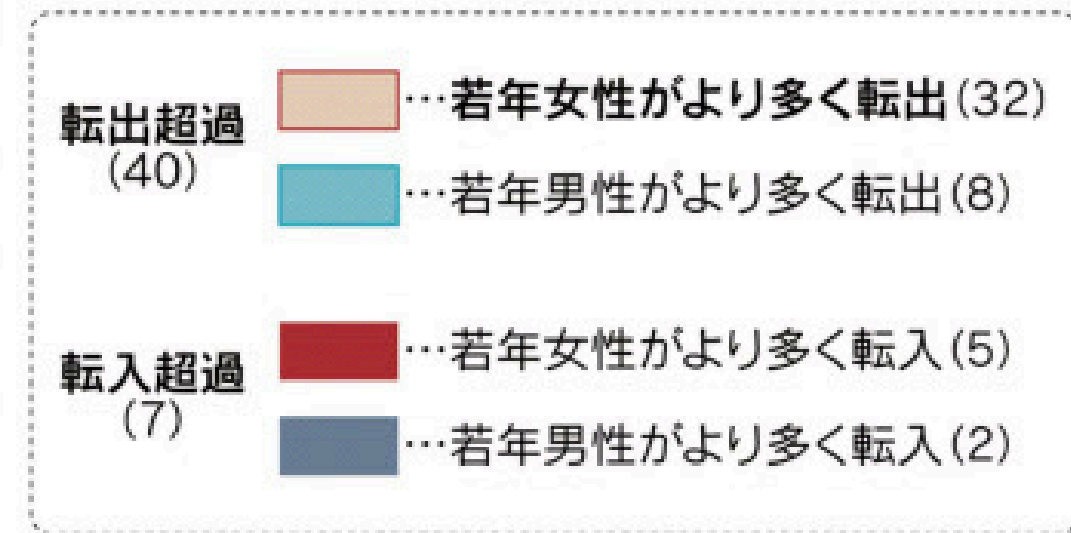 転出超過
(40)
…若年女性がより多く転出(32)
…若年男性がより多く転出(8)
転入超過
(7)
…若年女性がより多く転入(5)
…若年男性がより多く転入(2)